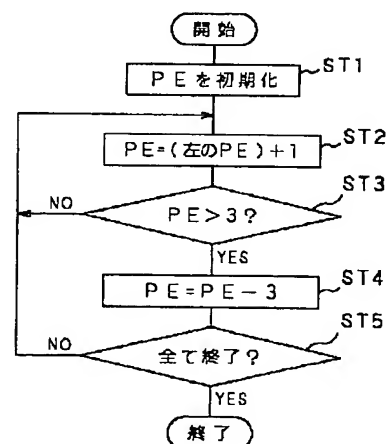 開始
PEを初期化
ST1
PE=(左のPE)+1
ST2
PE>3?
ST3
NO
YES
PE=PE-3
ST4
全て終了?
ST5
NO
YES
終了